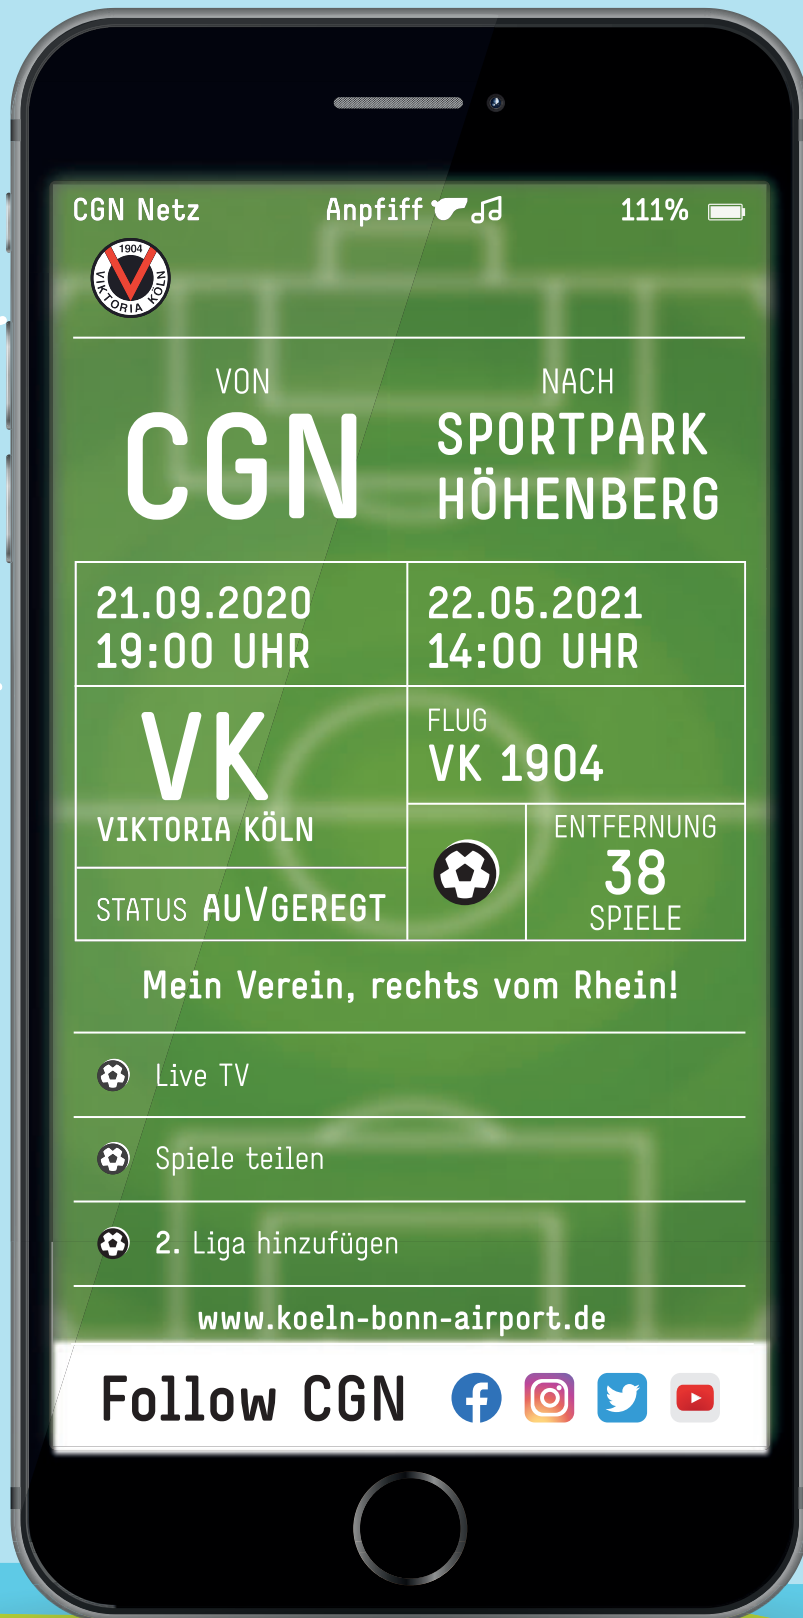 CGN Netz Anpfiff 111%
1904
VIKTORIA KÖLN
VON
CGN
NACH
SPORTPARK
HÖHENBERG
21.09.2020
19:00 UHR
22.05.2021
14:00 UHR
VK
VIKTORIA KÖLN
FLUG
VK 1904
STATUS AUVGEREGT
ENTFERNUNG
38
SPIELE
Mein Verein, rechts vom Rhein!
Live TV
Spiele teilen
2. Liga hinzufügen
www.koeln-bonn-airport.de
Follow CGN